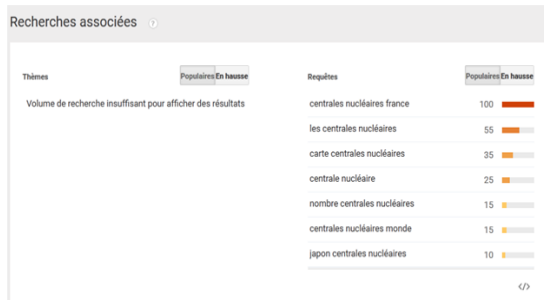 Recherches associées ?
Thèmes
Populaires En hausse
Volume de recherche insuffisant pour afficher des résultats
Requêtes
Populaires En hausse
centrales nucléaires france 100
les centrales nucléaires 55
carte centrales nucléaires 35
centrale nucléaire 25
nombre centrales nucléaires 15
centrales nucléaires monde 15
japon centrales nucléaires 10
</>